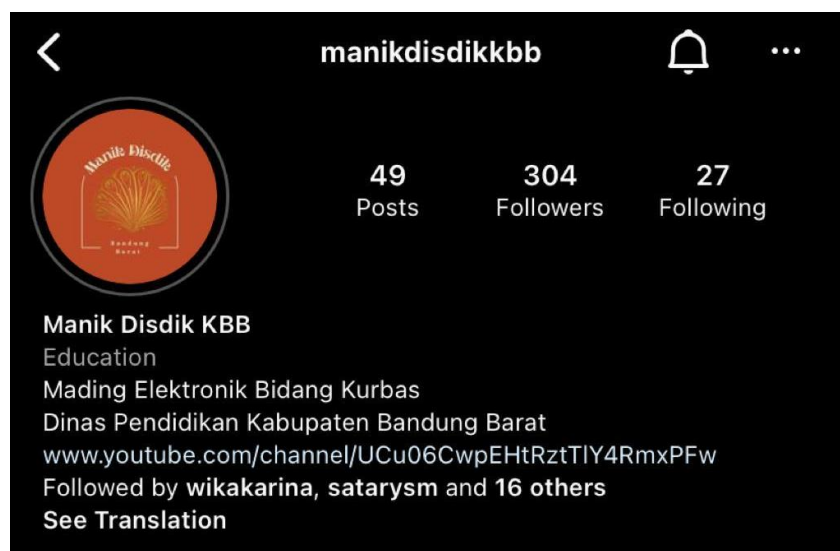 manikdisdikkbb
Manik Disdik
Bandung
Barat
49 304 27
Posts Followers Following
Manik Disdik KBB
Education
Mading Elektronik Bidang Kurbas
Dinas Pendidikan Kabupaten Bandung Barat
www.youtube.com/channel/UCu06CwpEHtRztTlY4RmxPFw
Followed by wikakarina, satarysm and 16 others
See Translation